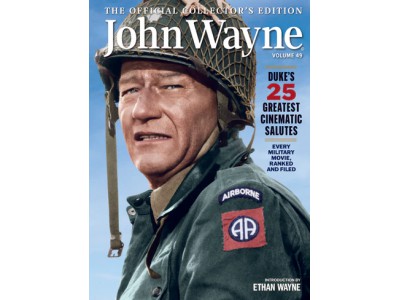 THE OFFICIAL COLLECTOR'S EDITION
John Wayne
VOLUME 49
DUKE'S
25
GREATEST
CINEMATIC
SALUTES
EVERY
MILITARY
MOVIE,
RANKED
AND FILED
AIRBORNE
AA
INTRODUCTION BY
ETHAN WAYNE